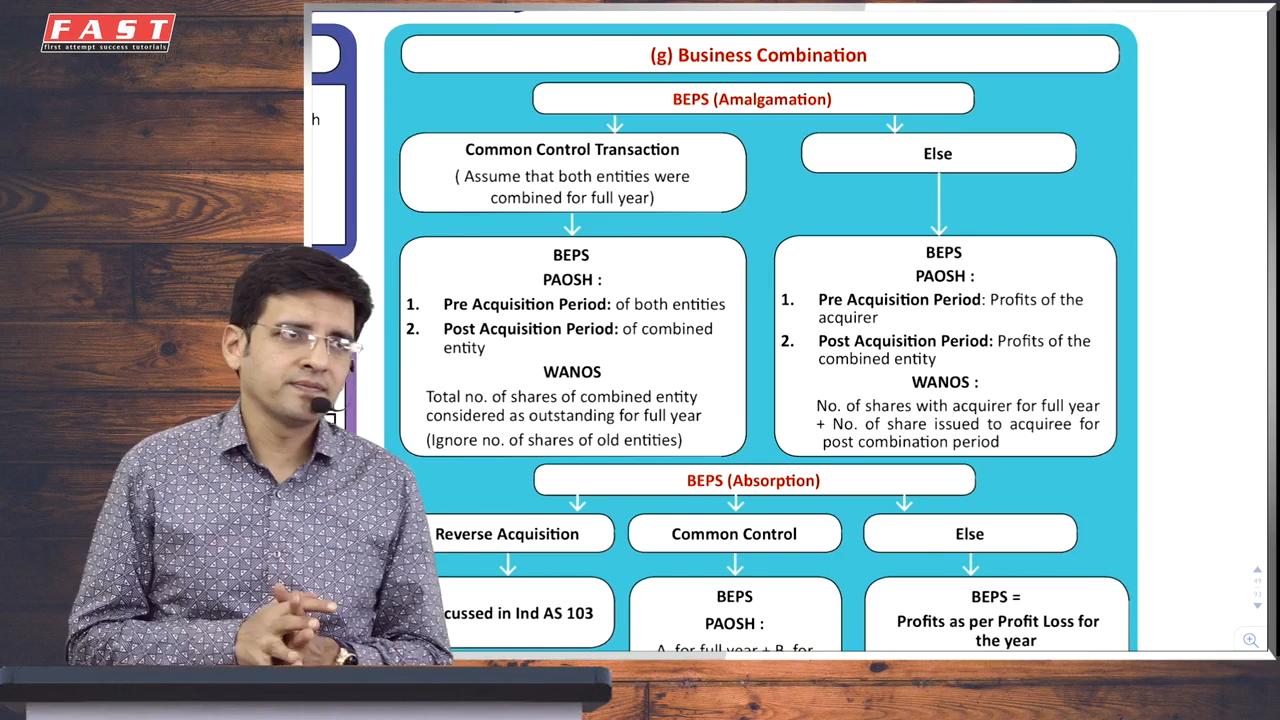 FAST
first attempt success tutorials
h
(g) Business Combination
BEPS (Amalgamation)
Common Control Transaction
( Assume that both entities were
combined for full year)
Else
BEPS
PAOSH :
1. Pre Acquisition Period: of both entities
2. Post Acquisition Period: of combined
entity
WANOS
Total no. of shares of combined entity
considered as outstanding for full year
(Ignore no. of shares of old entities)
BEPS
PAOSH :
1. Pre Acquisition Period: Profits of the
acquirer
2. Post Acquisition Period: Profits of the
combined entity
WANOS :
No. of shares with acquirer for full year
+ No. of share issued to acquiree for
post combination period
BEPS (Absorption)
Reverse Acquisition
Common Control
Else
cussed in Ind AS 103
BEPS
PAOSH :
A for full year + B for
BEPS =
Profits as per Profit Loss for
the year
49
93